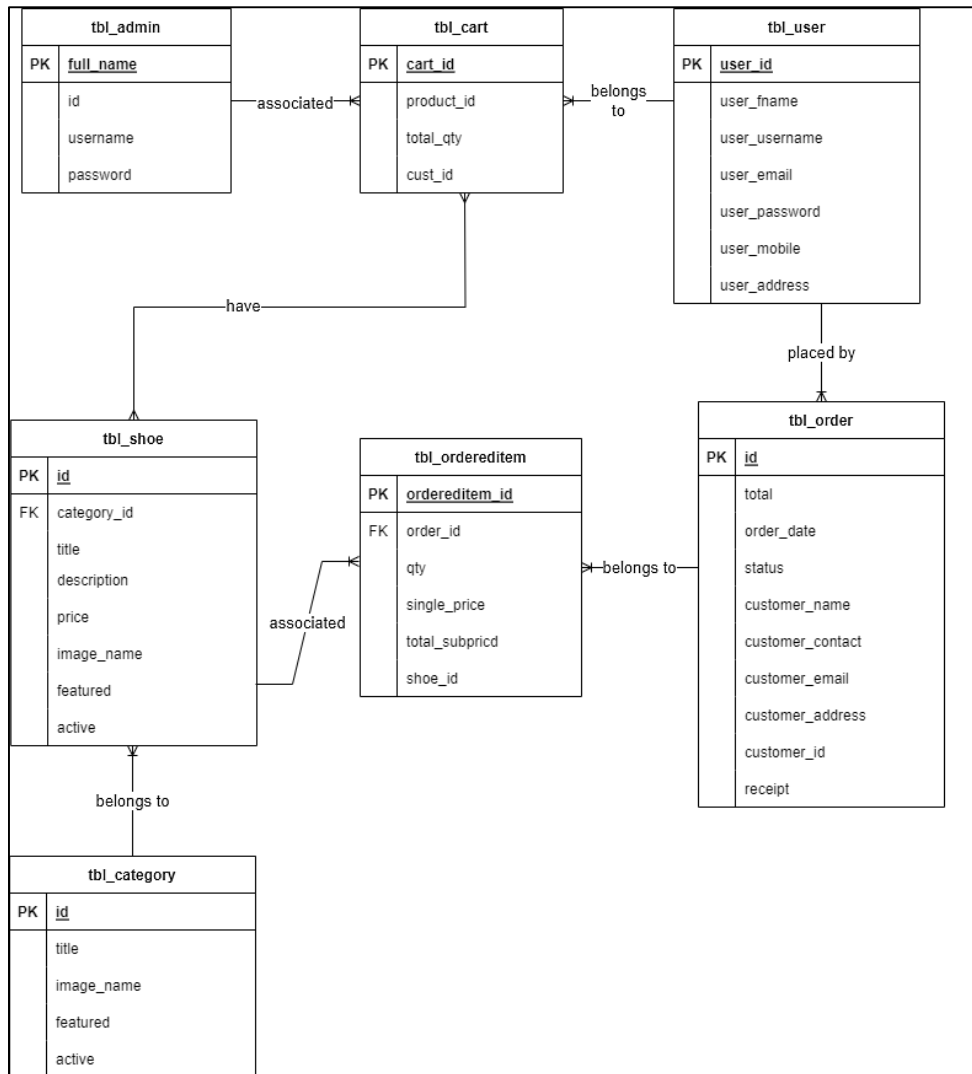 tbl_admin
PK full_name
id
username
password
associated
tbl_cart
PK cart_id
product_id
total_qty
cust_id
belongs
to
tbl_user
PK user_id
user_fname
user_username
user_email
user_password
user_mobile
user_address
have
placed by
tbl_shoe
PK id
FK category_id
title
description
price
image_name
featured
active
associated
tbl_ordereditem
PK ordereditem_id
FK order_id
qty
single_price
total_subpricd
shoe_id
belongs to
tbl_order
PK id
total
order_date
status
customer_name
customer_contact
customer_email
customer_address
customer_id
receipt
belongs to
tbl_category
PK id
title
image_name
featured
active